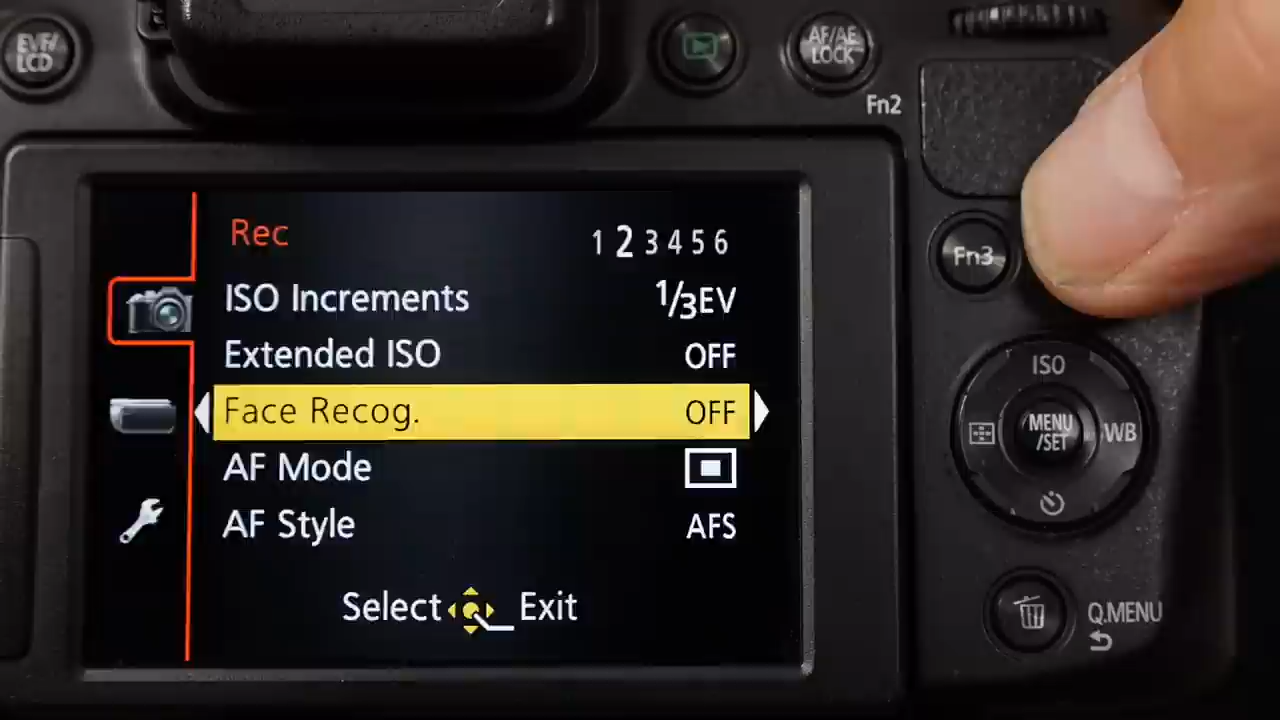 EVF/
LCD
AF/AE
LOCK
Fn2
Rec
1 2 3 4 5 6
ISO Increments 1/3EV
Extended ISO OFF
Face Recog. OFF
AF Mode
AF Style AFS
Select Exit
Fn3
ISO
MENU
/SET
WB
Q.MENU